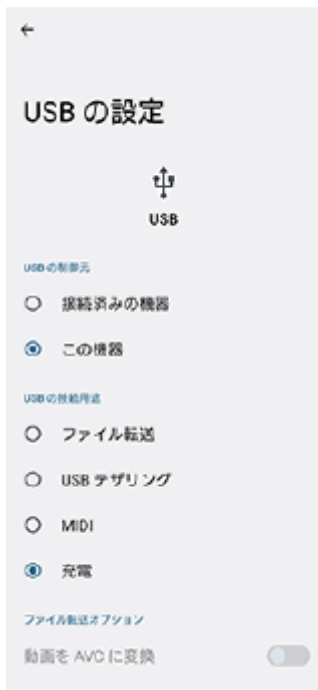 USB の設定
USB
USB の制御元
接続済みの機器
この機器
USB の接続用途
ファイル転送
USB テザリング
MIDI
充電
ファイル転送オプション
動画を AVC に変換